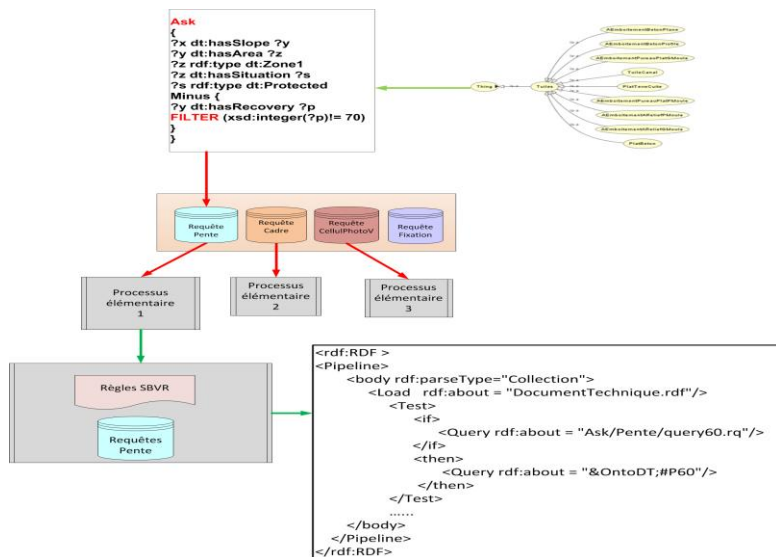 Ask
{
?x dt:hasSlope ?y
?y dt:hasArea ?z
?z rdf:type dt:Zone1
?z dt:hasSituation ?s
?s rdf:type dt:Protected
Minus {
?y dt:hasRecovery ?p
FILTER (xsd:integer(?p)!= 70)
}
}
Thing
Tuiles
TuileCanal
PlatTerreCuite
PlatBeton
Requête
Pente
Requête
Cadre
Requête
CellulPhotoV
Requête
Fixation
Processus
élémentaire
1
Processus
élémentaire
2
Processus
élémentaire
3
Règles SBVR
Requêtes
Pente
<rdf:RDF >
<Pipeline>
<body rdf:parseType="Collection">
<Load rdf:about = "DocumentTechnique.rdf"/>
<Test>
<if>
<Query rdf:about = "Ask/Pente/query60.rq"/>
</if>
<then>
<Query rdf:about = "&OntoDT;#P60"/>
</then>
</Test>
......
</body>
</Pipeline>
</rdf:RDF>